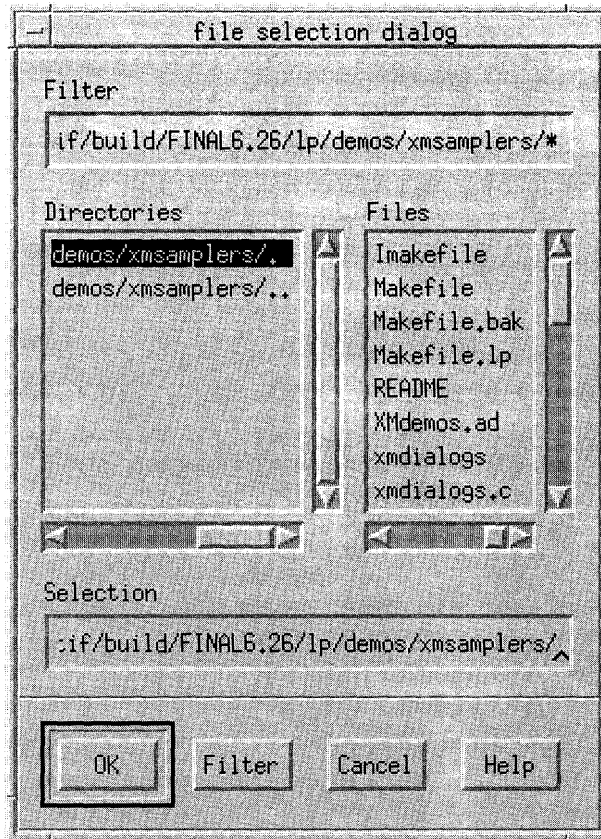 file selection dialog
Filter
if/build/FINAL6.26/lp/demos/xmsamplers/*
Directories
demos/xmsamplers/.
demos/xmsamplers/..
Files
Imakefile
Makefile
Makefile.bak
Makefile.lp
README
XMdemos.ad
xmdialogs
xmdialogs.c
Selection
:if/build/FINAL6.26/lp/demos/xmsamplers/
OK
Filter
Cancel
Help